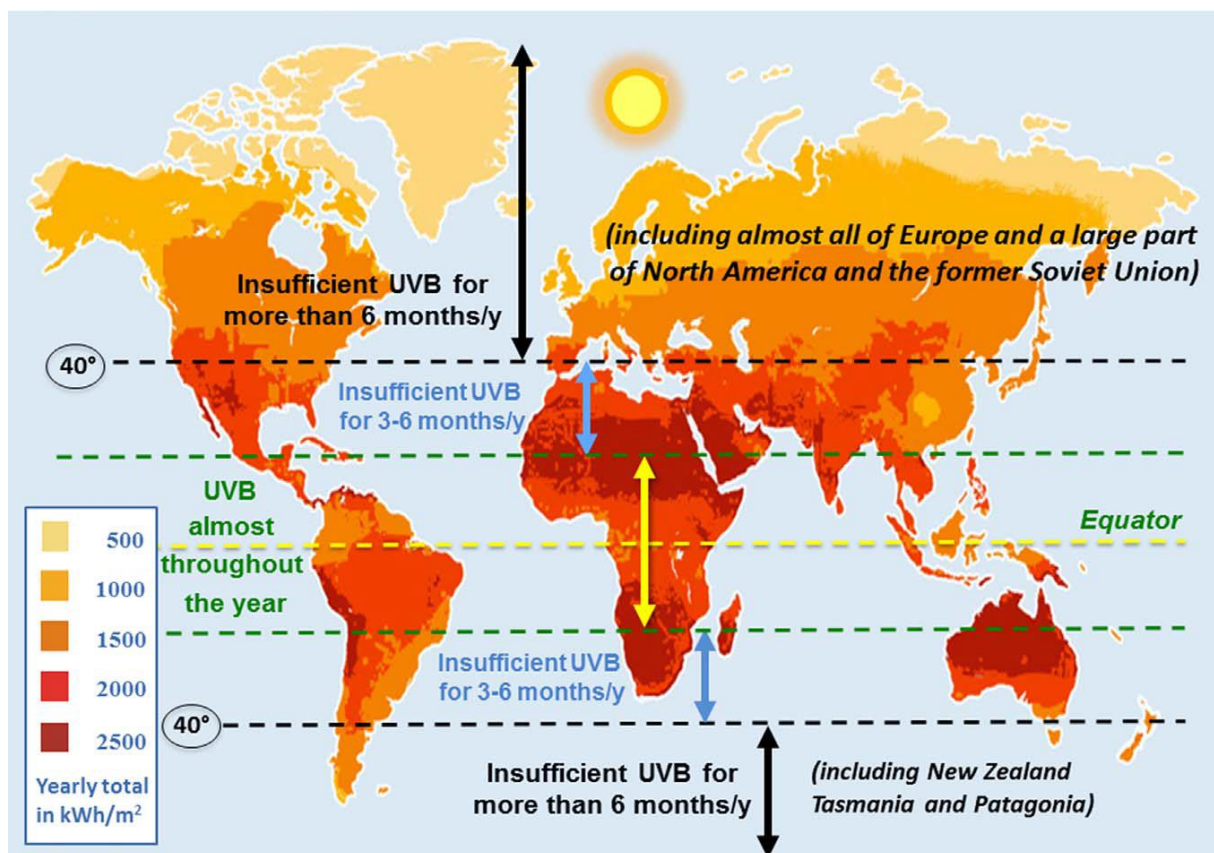 (including almost all of Europe and a large part
of North America and the former Soviet Union)
Insufficient UVB for
more than 6 months/y
40°
Insufficient UVB
for 3-6 months/y
UVB
almost
throughout
the year
Equator
500
1000
1500
2000
2500
Yearly total
in kWh/m²
Insufficient UVB
for 3-6 months/y
40°
Insufficient UVB for
more than 6 months/y
(including New Zealand
Tasmania and Patagonia)